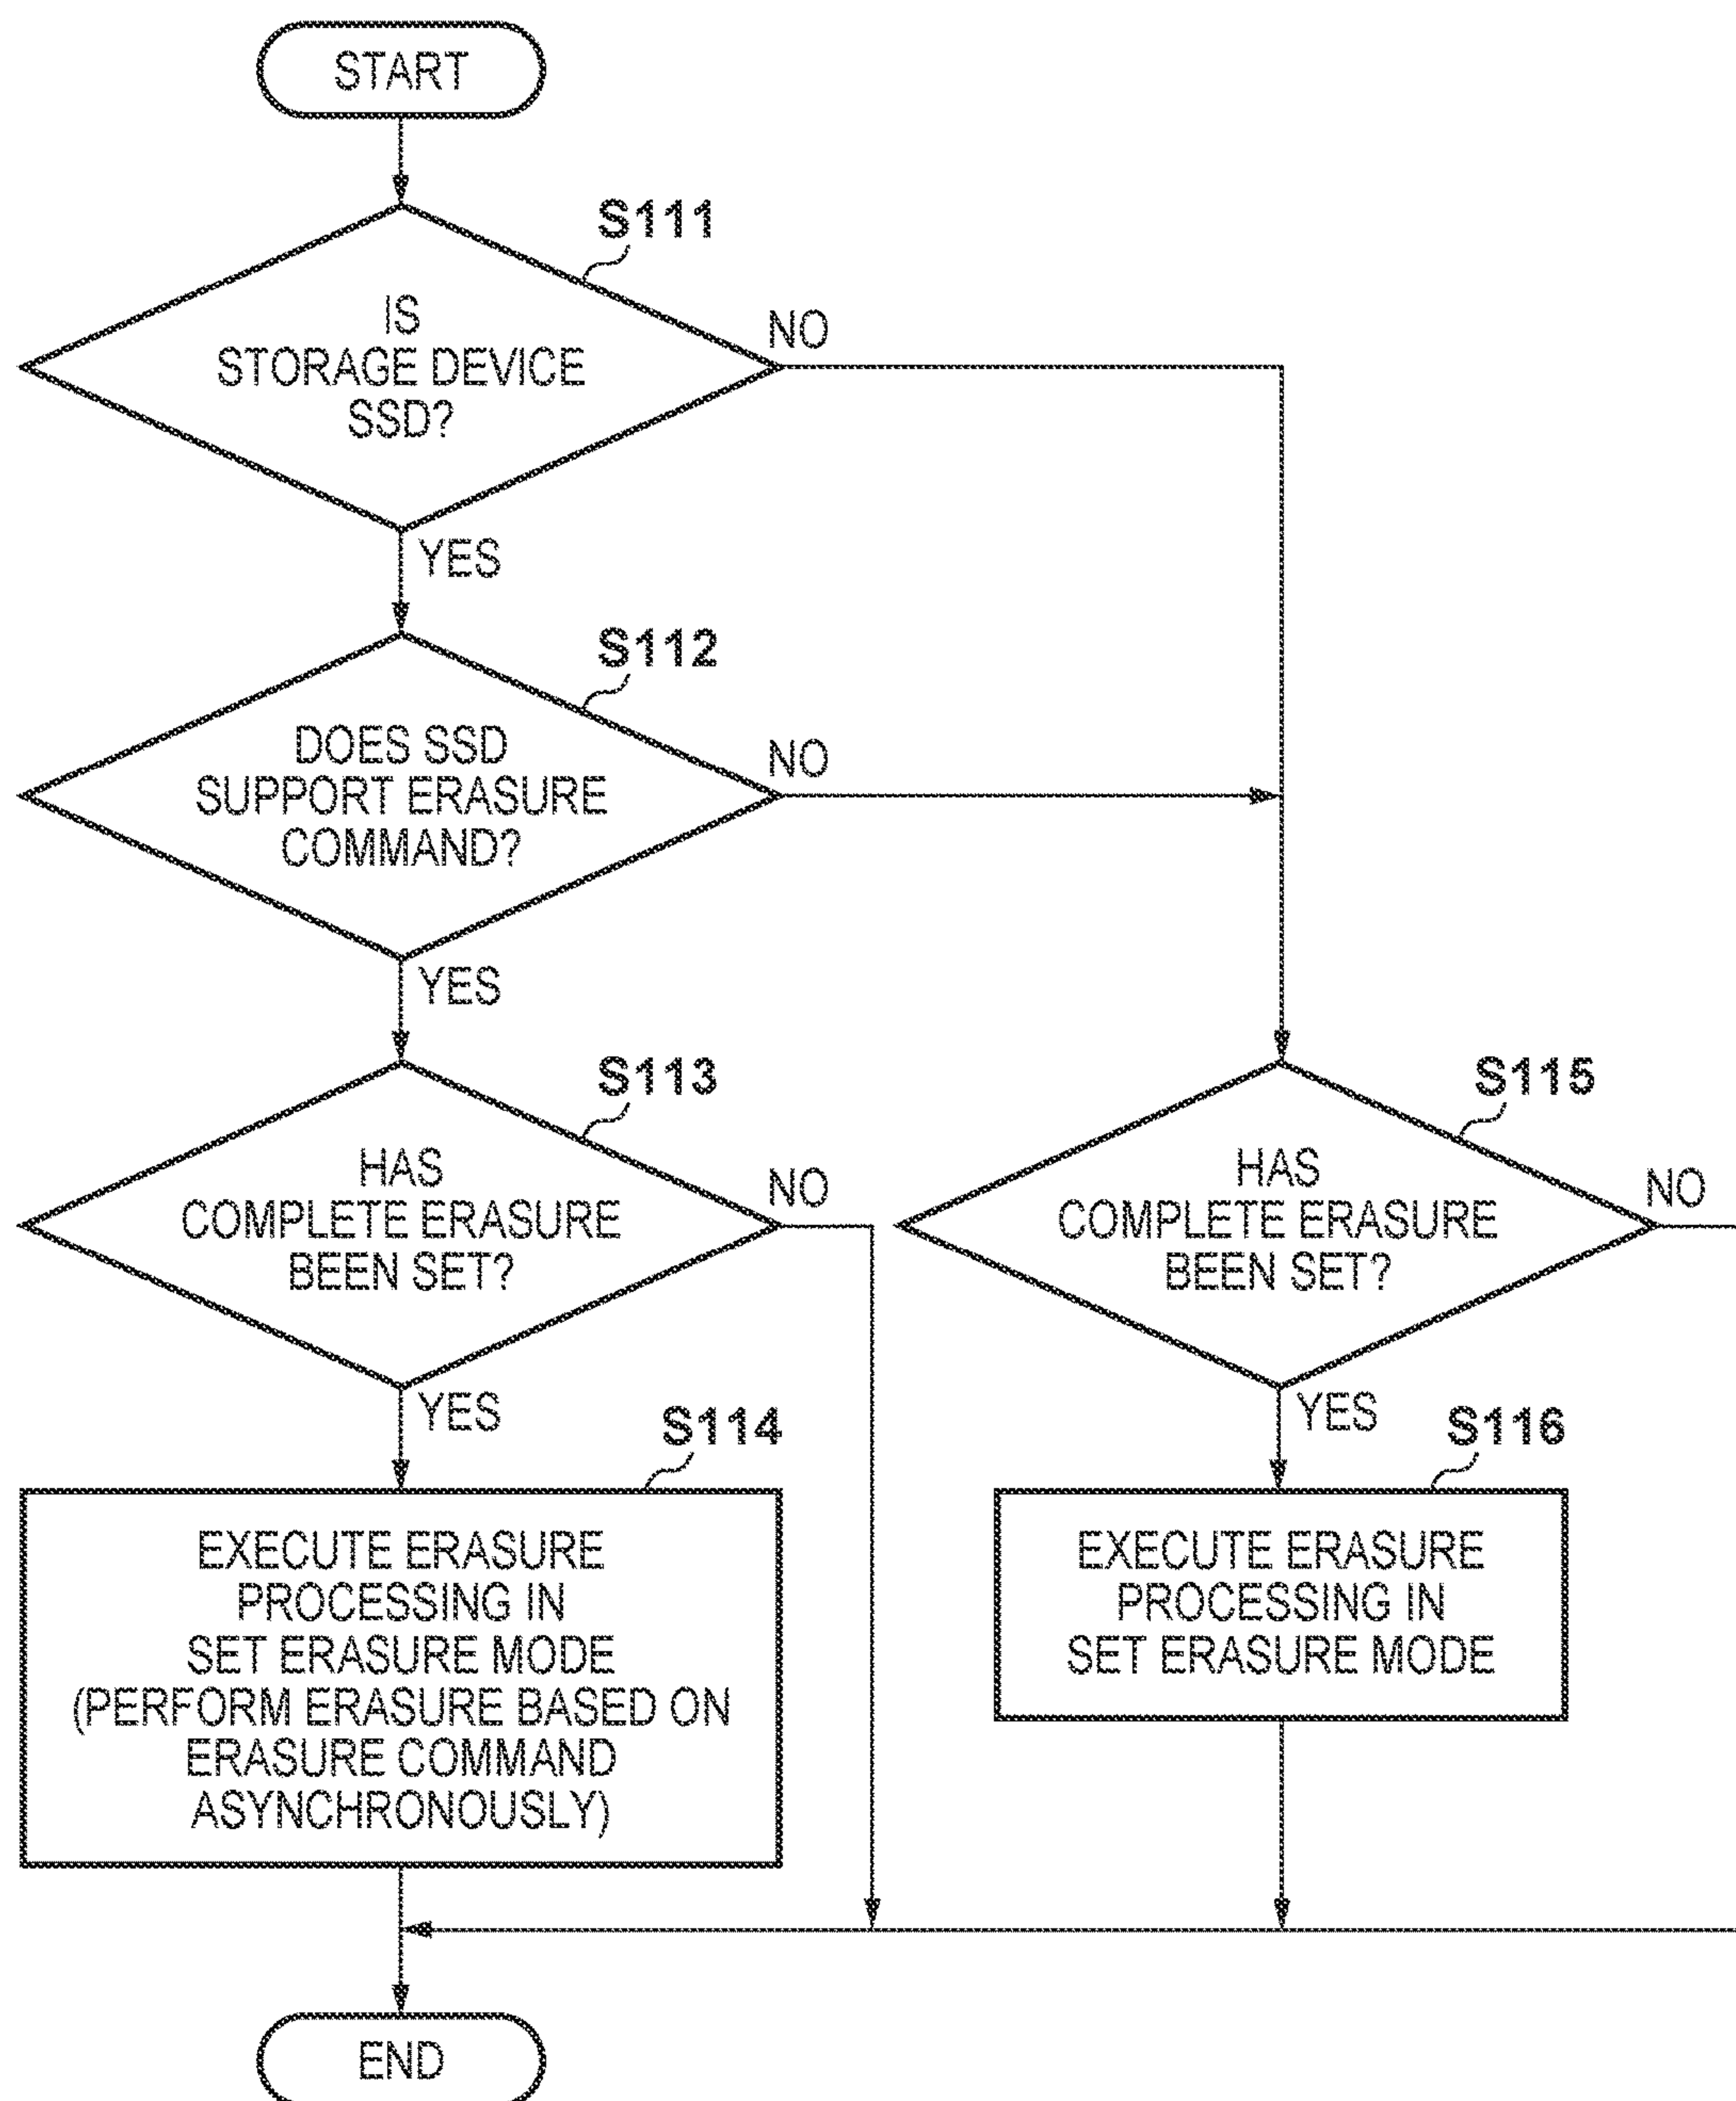 START
S111
IS
STORAGE DEVICE
SSD?
NO
YES
S112
DOES SSD
SUPPORT ERASURE
COMMAND?
NO
YES
S113
HAS
COMPLETE ERASURE
BEEN SET?
NO
YES
S115
HAS
COMPLETE ERASURE
BEEN SET?
NO
YES
S114
EXECUTE ERASURE
PROCESSING IN
SET ERASURE MODE
(PERFORM ERASURE BASED ON
ERASURE COMMAND
ASYNCHRONOUSLY)
S116
EXECUTE ERASURE
PROCESSING IN
SET ERASURE MODE
END